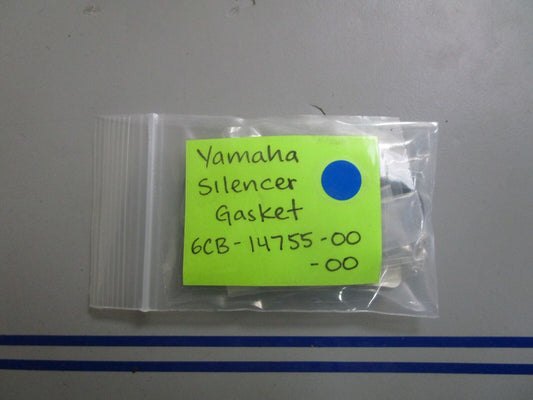 Yamaha
Silencer
Gasket
6CB-14755-00
-00